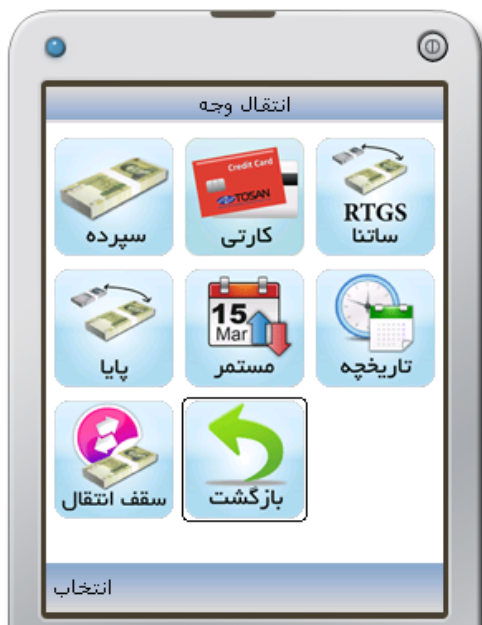 انتقال وجه
RTGS
ساتنا
Credit Card
TOSAN
کارتی
سپرده
تاریخچه
15
Mar
مستمر
پایا
بازگشت
سقف انتقال
انتخاب